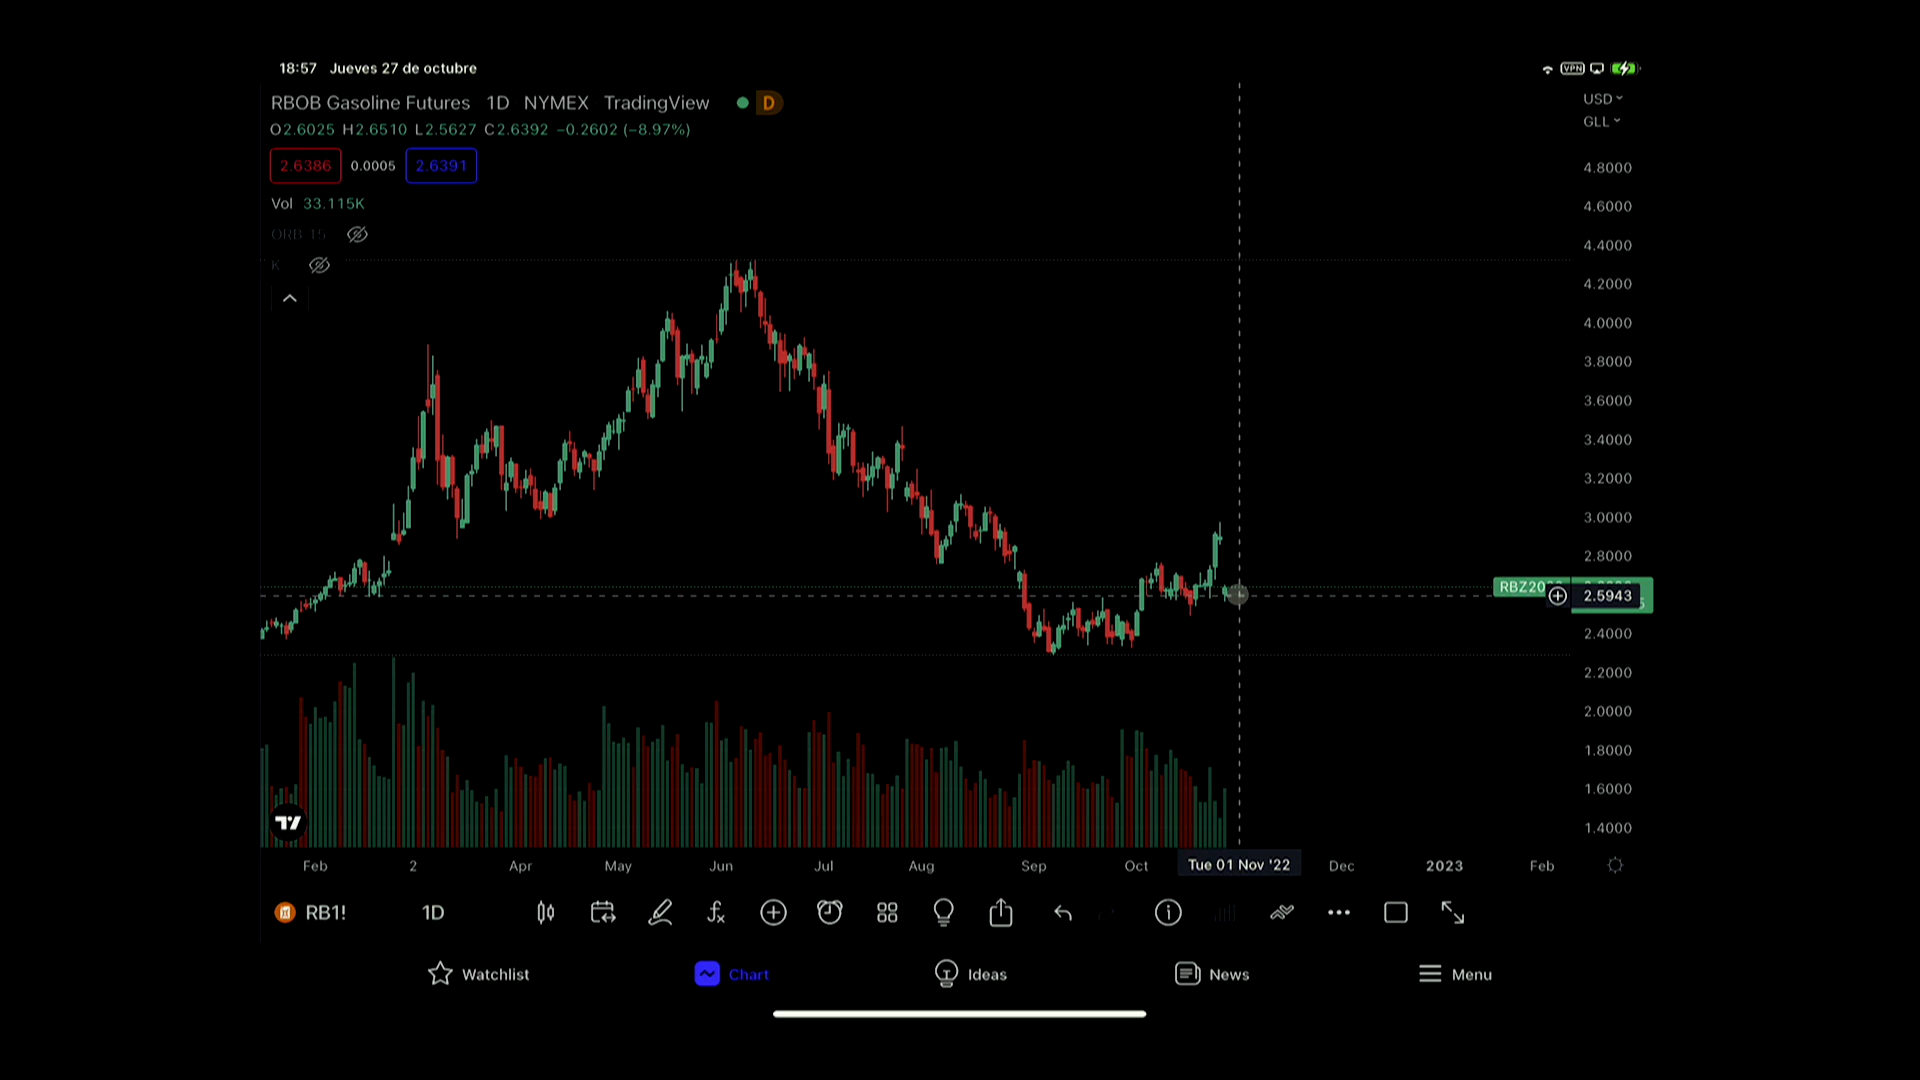 18:57 Jueves 27 de octubre
VPN
RBOB Gasoline Futures 1D NYMEX TradingView D
O2.6025 H2.6510 L2.5627 C2.6392 −0.2602 (−8.97%)
2.6386 0.0005 2.6391
Vol 33.115K
ORB 15
K
USD
GLL
4.8000
4.6000
4.4000
4.2000
4.0000
3.8000
3.6000
3.4000
3.2000
3.0000
2.8000
2.5943
2.4000
2.2000
2.0000
1.8000
1.6000
1.4000
Feb 2 Apr May Jun Jul Aug Sep Oct Tue 01 Nov '22 Dec 2023 Feb
RB1! 1D
Watchlist Chart Ideas News Menu